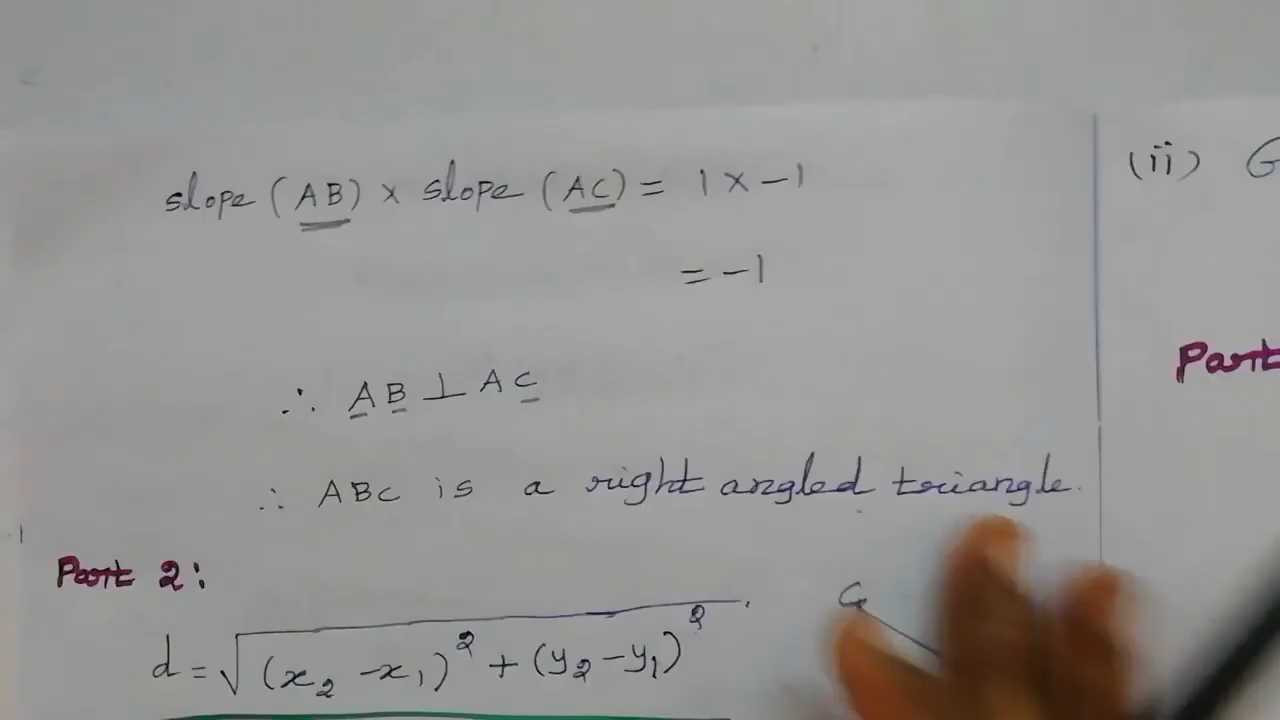 slope (AB) × slope (AC) = 1 × -1
= -1
∴ AB ⊥ AC
∴ ABC is a right angled triangle.
Part 2:
d = √(x₂ - x₁)² + (y₂ - y₁)²
G
(ii) G
Part